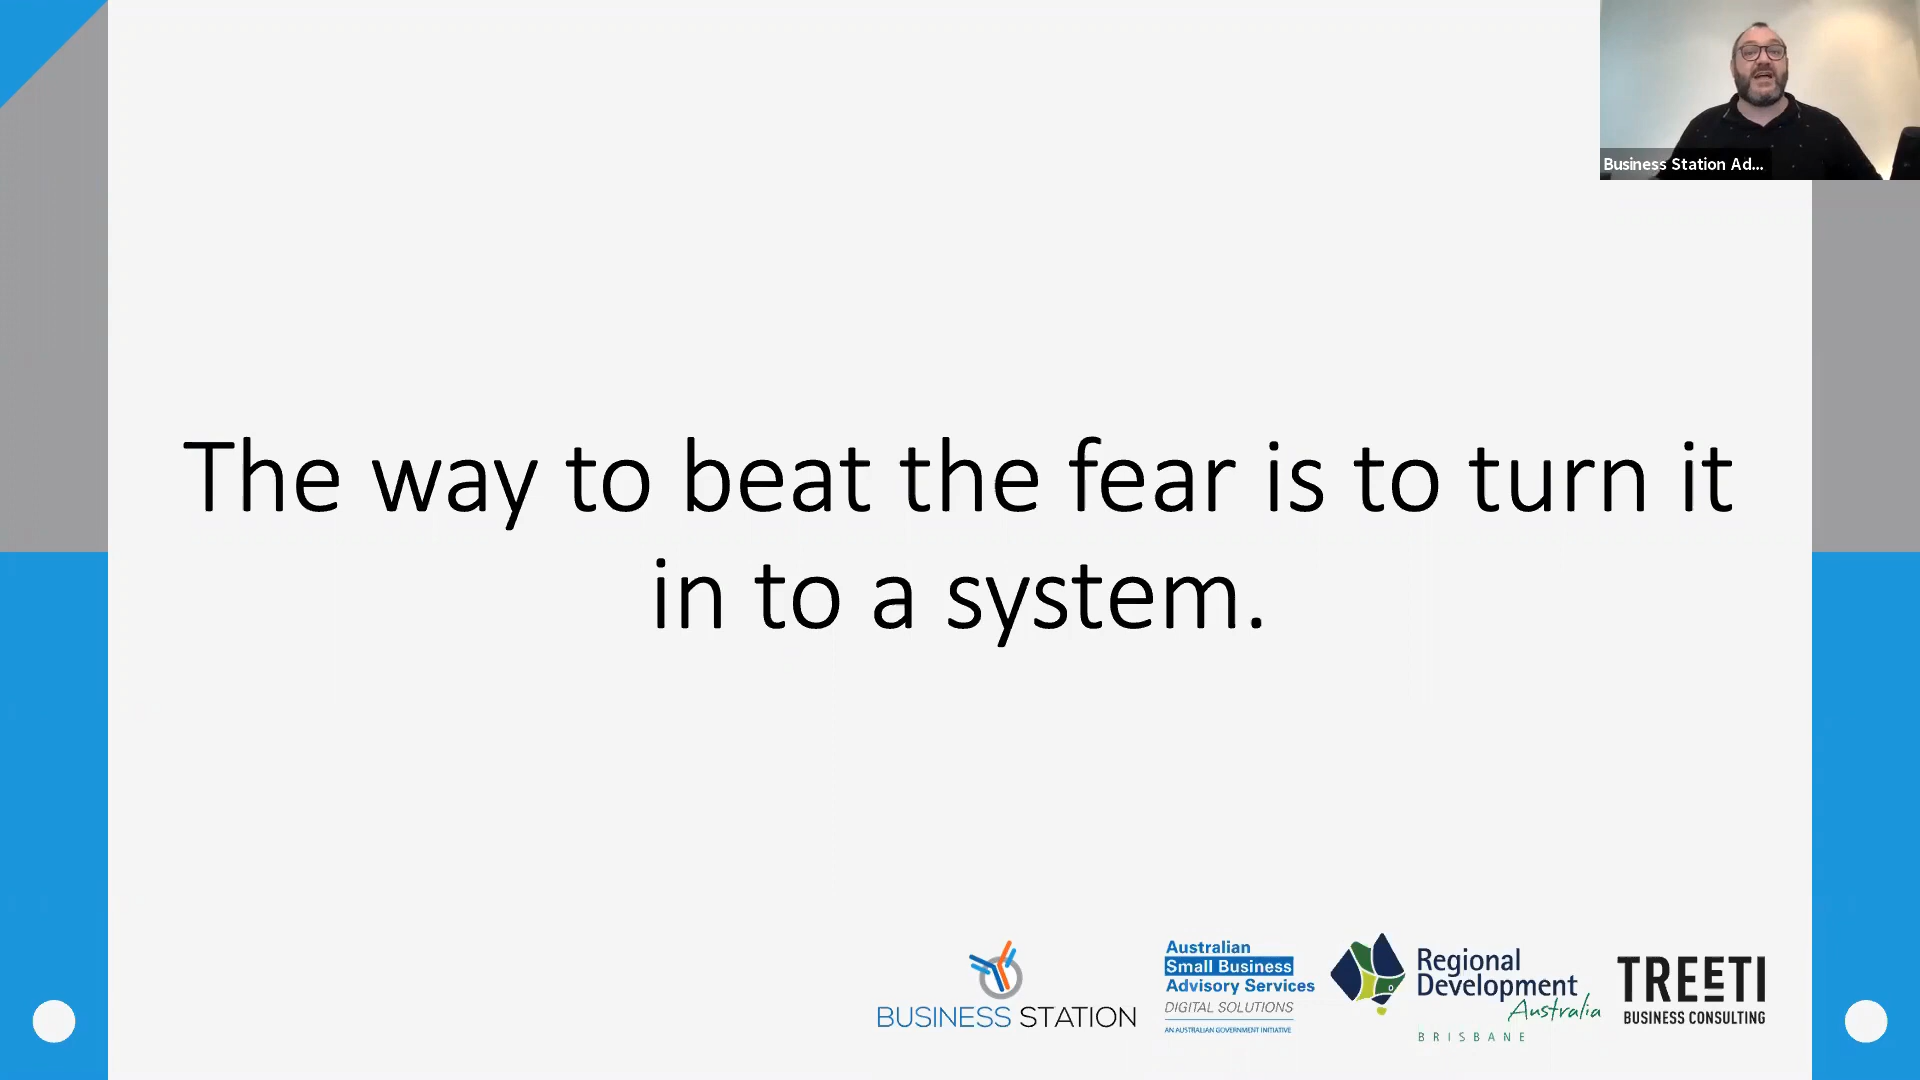 Business Station Ad...
The way to beat the fear is to turn it
in to a system.
BUSINESS STATION
Australian
Small Business
Advisory Services
DIGITAL SOLUTIONS
AN AUSTRALIAN GOVERNMENT INITIATIVE
Regional
Development
Australia
BRISBANE
TREETI
BUSINESS CONSULTING